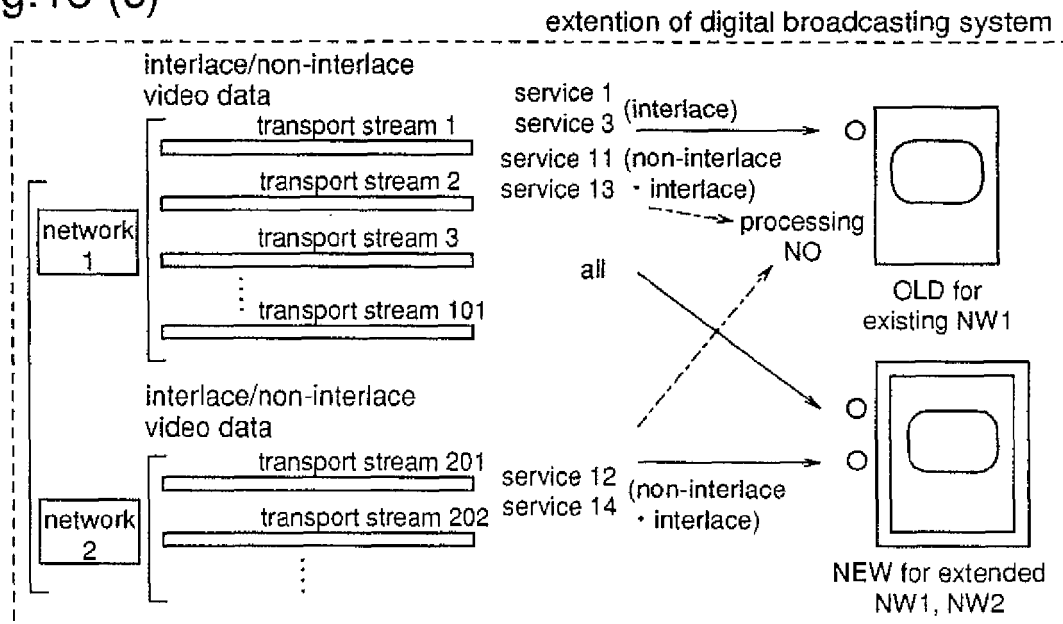 extention of digital broadcasting system
interlace/non-interlace
video data
transport stream 1
transport stream 2
transport stream 3
transport stream 101
network
1
service 1
service 3
(interlace)
service 11
service 13
(non-interlace
・interlace)
processing
NO
all
OLD for
existing NW1
interlace/non-interlace
video data
transport stream 201
transport stream 202
network
2
service 12
service 14
(non-interlace
・interlace)
NEW for extended
NW1, NW2